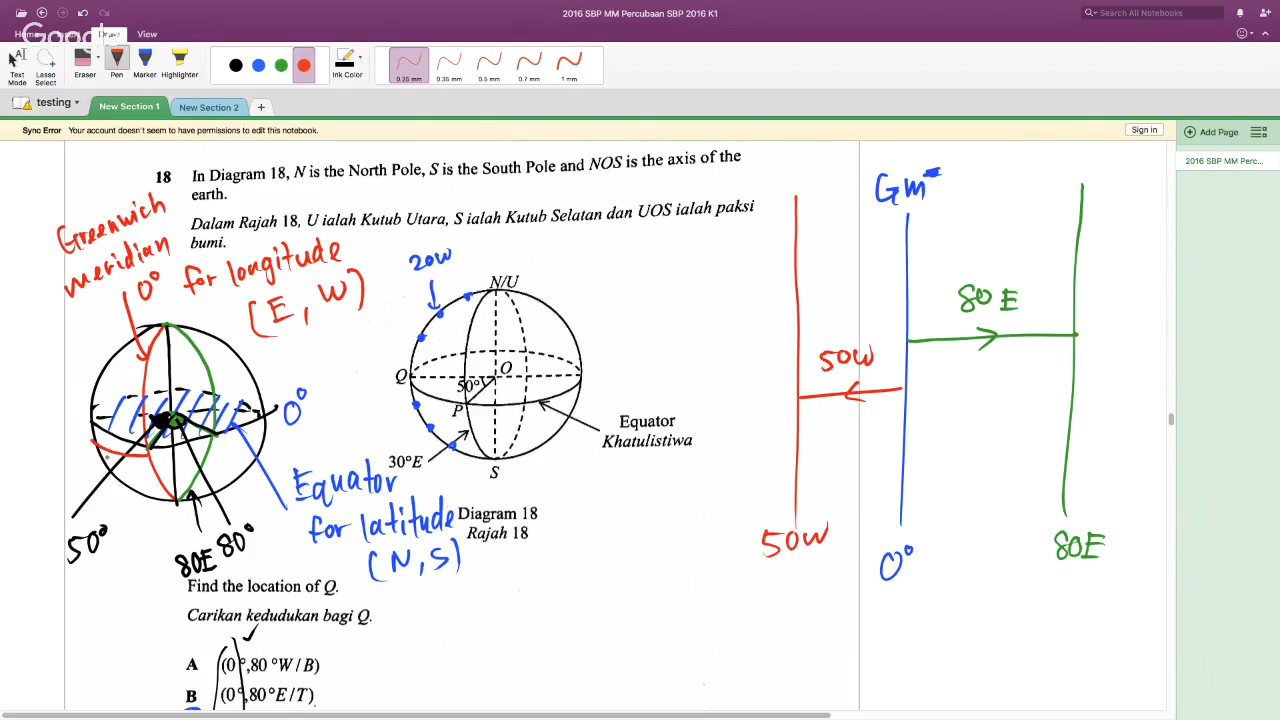 2016 SBP MM Percubaan SBP 2016 K1
Search All Notebooks
Google
Home Insert Draw View
Text Mode
Lasso Select
Eraser
Pen
Marker
Highlighter
Ink Color
0.25 mm
0.35 mm
0.5 mm
0.7 mm
1 mm
testing
New Section 1
New Section 2
+
Sync Error Your account doesn't seem to have permissions to edit this notebook.
Sign in
Add Page
2016 SBP MM Perc...
18 In Diagram 18, N is the North Pole, S is the South Pole and NOS is the axis of the
earth.
Dalam Rajah 18, U ialah Kutub Utara, S ialah Kutub Selatan dan UOS ialah paksi
bumi.
Greenwich
meridian
0° for longitude
(E, W)
0°
50°
80E
80°
Equator
for latitude
(N, S)
20W
N/U
Q
O
50°
P
30°E
S
Equator
Khatulistiwa
Diagram 18
Rajah 18
Find the location of Q.
Carikan kedudukan bagi Q.
A (0°,80°W/B)
B (0°,80°E/T)
Gm
80E
50W
50W
0°
80E